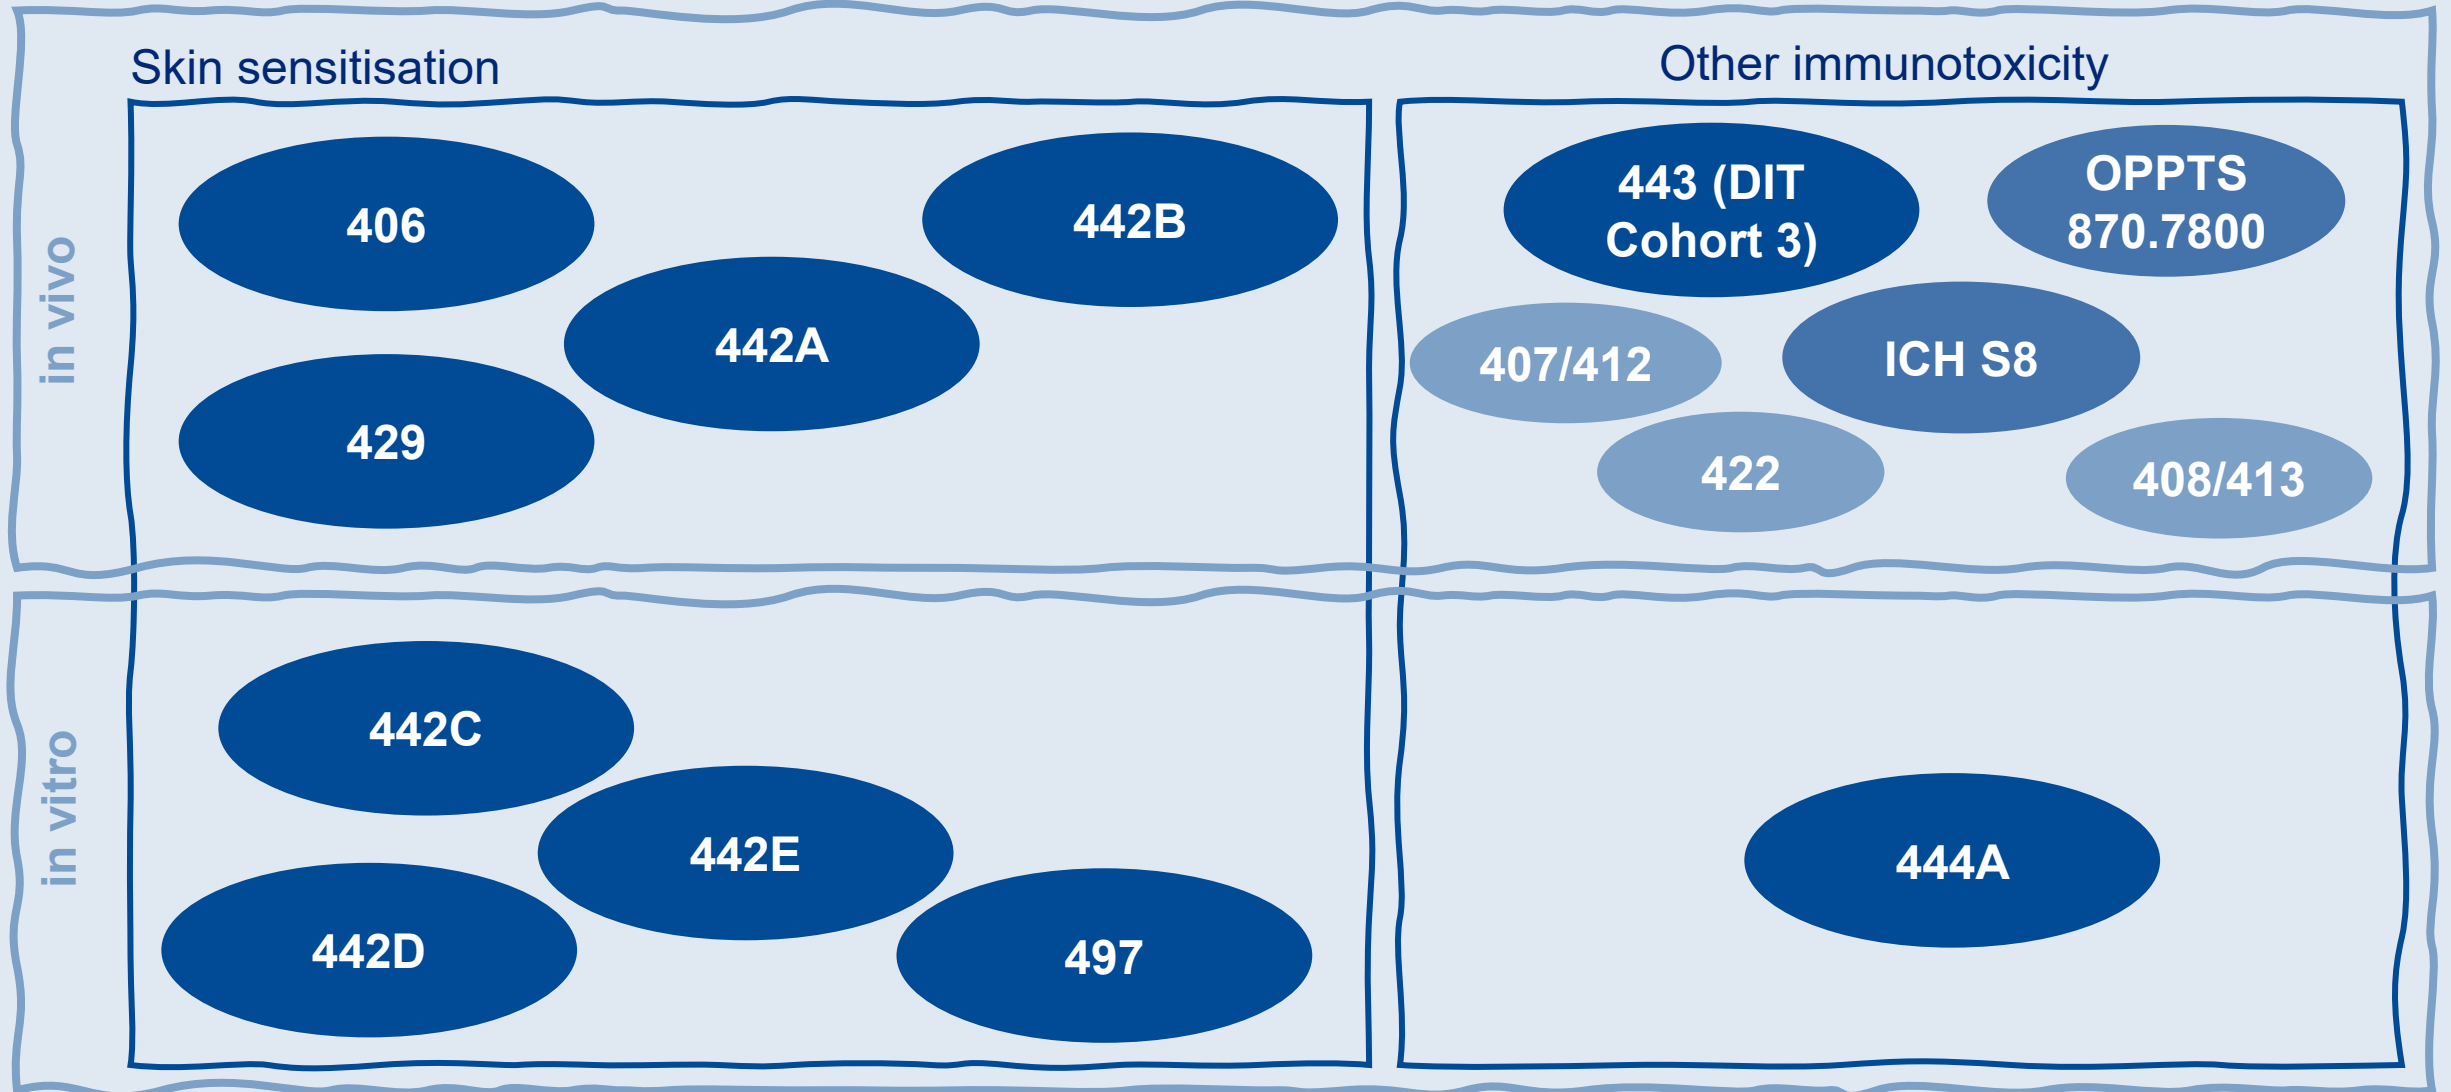 Skin sensitisation
Other immunotoxicity
in vivo
406
442B
442A
429
443 (DIT
Cohort 3)
OPPTS
870.7800
407/412
ICH S8
422
408/413
in vitro
442C
442E
442D
497
444A